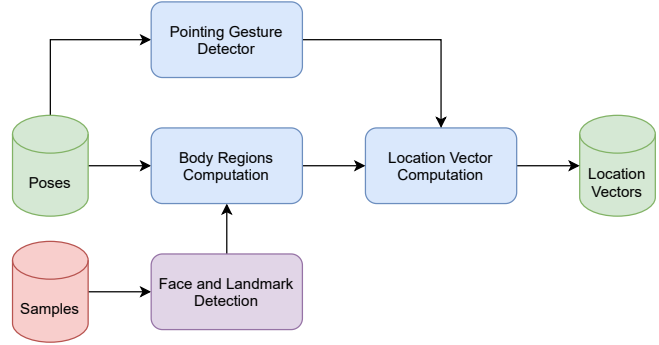 Pointing Gesture
Detector
Poses
Body Regions
Computation
Location Vector
Computation
Location
Vectors
Samples
Face and Landmark
Detection